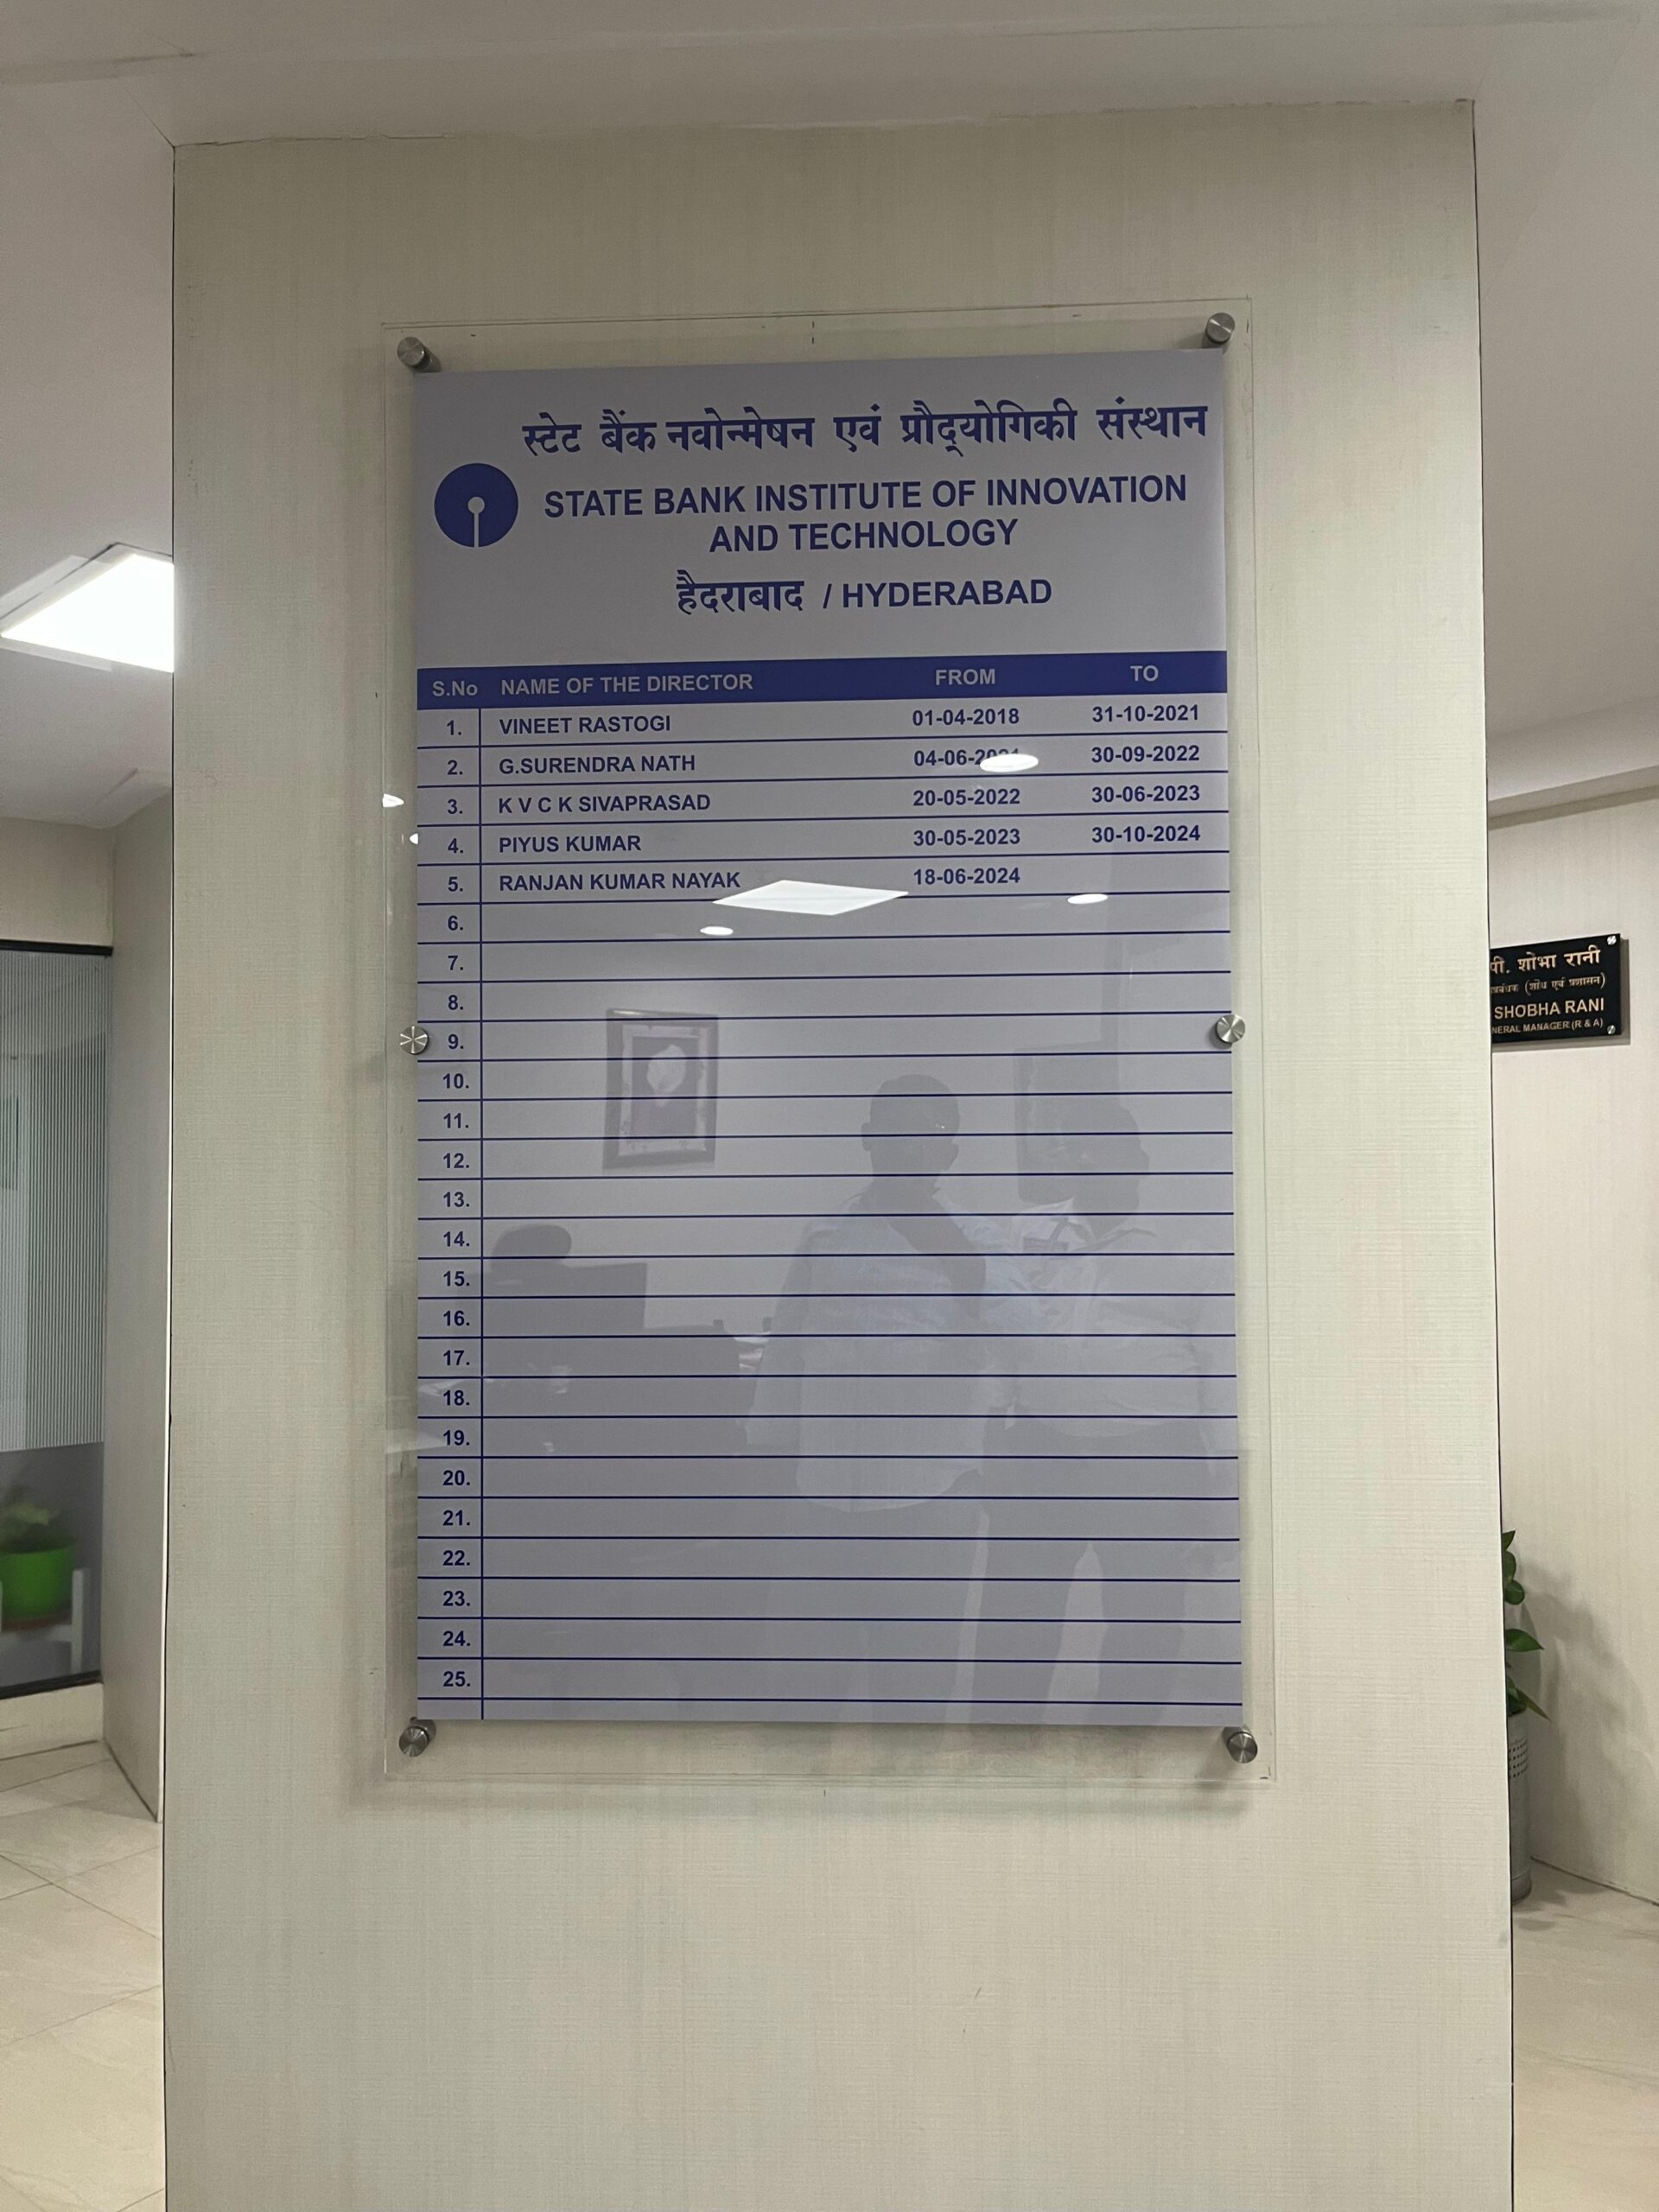 स्टेट बैंक नवोन्मेषन एवं प्रौद्योगिकी संस्थान
STATE BANK INSTITUTE OF INNOVATION
AND TECHNOLOGY
हैदराबाद / HYDERABAD
S.No NAME OF THE DIRECTOR FROM TO
1. VINEET RASTOGI 01-04-2018 31-10-2021
2. G.SURENDRA NATH 30-09-2022
3. K V C K SIVAPRASAD 20-05-2022 30-06-2023
4. PIYUS KUMAR 30-05-2023 30-10-2024
5. RANJAN KUMAR NAYAK 18-06-2024
6.
7.
8.
9.
10.
11.
12.
13.
14.
15.
16.
17.
18.
19.
20.
21.
22.
23.
24.
25.
पी. शोभा रानी
(शोध एवं प्रशासन)
SHOBHA RANI
MANAGER (R & A)